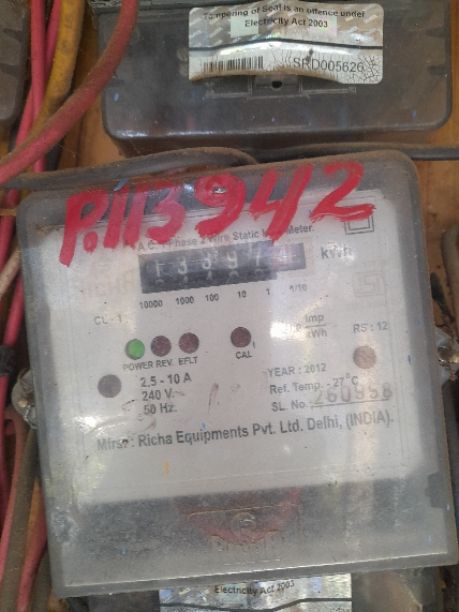 Tampering of Seal is an offence under
Electricity Act 2003
SRD005626
P.113942
A.C. 1 Phase 2 Wire Static Meter
kWh
10000 1000 100 10 1 1/10
CL - 1
Imp
kWh
RS : 12
POWER REV. EFLT
CAL
2.5 - 10 A
240 V.
50 Hz.
YEAR : 2012
Ref. Temp. - 27°C
SL. No. 260958
Mfrs. : Richa Equipments Pvt. Ltd. Delhi, (INDIA).
Electricity Act 2003